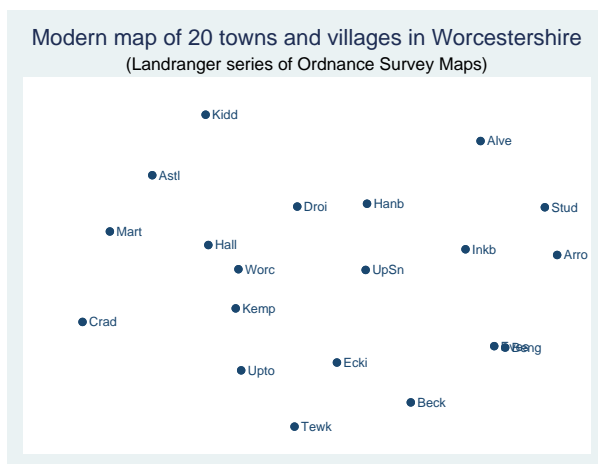 Modern map of 20 towns and villages in Worcestershire
(Landranger series of Ordnance Survey Maps)
Kidd
Alve
Astl
Droi
Hanb
Stud
Mart
Hall
Inkb
Arro
Worc
UpSn
Kemp
Crad
Beng
Ecki
Upto
Beck
Tewk